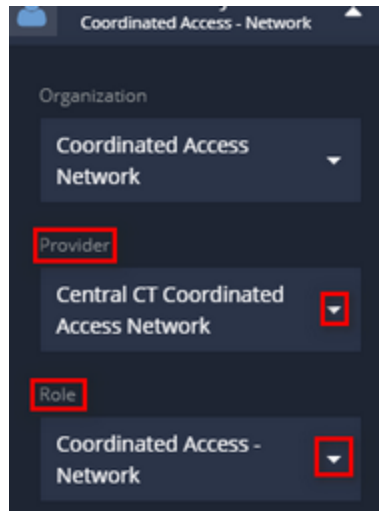 Coordinated Access - Network
Organization
Coordinated Access
Network
Provider
Central CT Coordinated
Access Network
Role
Coordinated Access -
Network